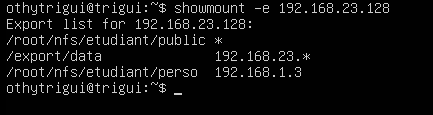 othytrigui@trigui:~$ showmount -e 192.168.23.128
Export list for 192.168.23.128:
/root/nfs/etudiant/public *
/export/data 192.168.23.*
/root/nfs/etudiant/perso 192.168.1.3
othytrigui@trigui:~$ _